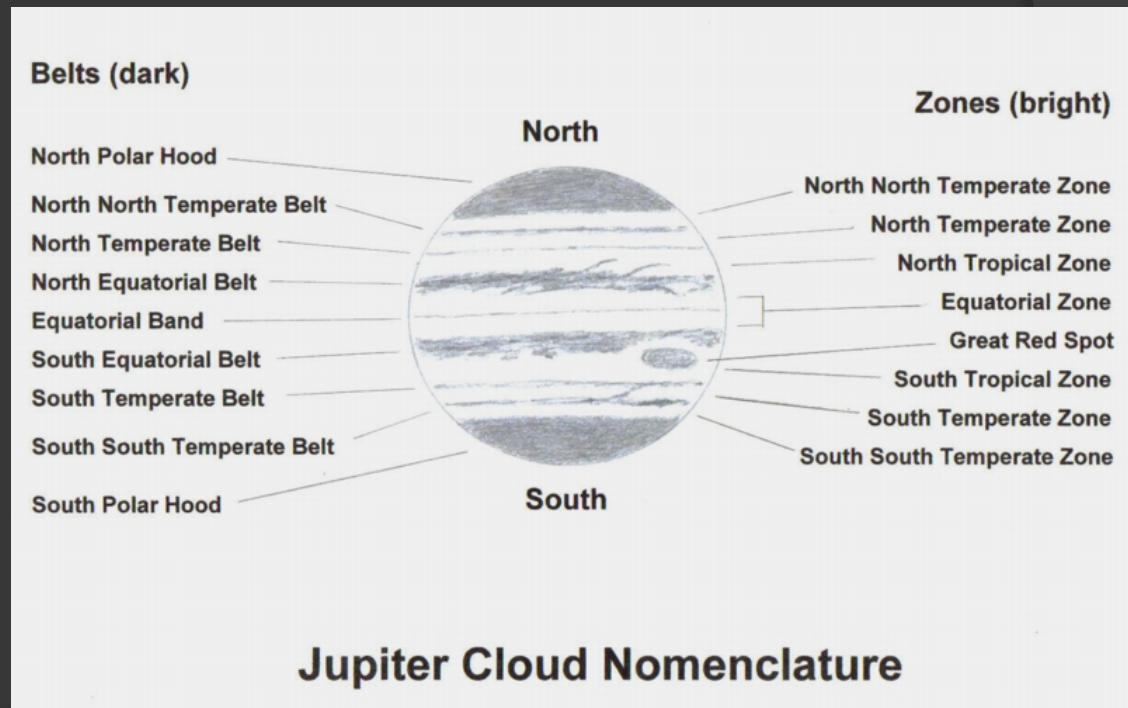 Belts (dark)
Zones (bright)
North
North Polar Hood
North North Temperate Belt
North Temperate Belt
North Equatorial Belt
Equatorial Band
South Equatorial Belt
South Temperate Belt
South South Temperate Belt
South Polar Hood
North North Temperate Zone
North Temperate Zone
North Tropical Zone
Equatorial Zone
Great Red Spot
South Tropical Zone
South Temperate Zone
South South Temperate Zone
South
Jupiter Cloud Nomenclature